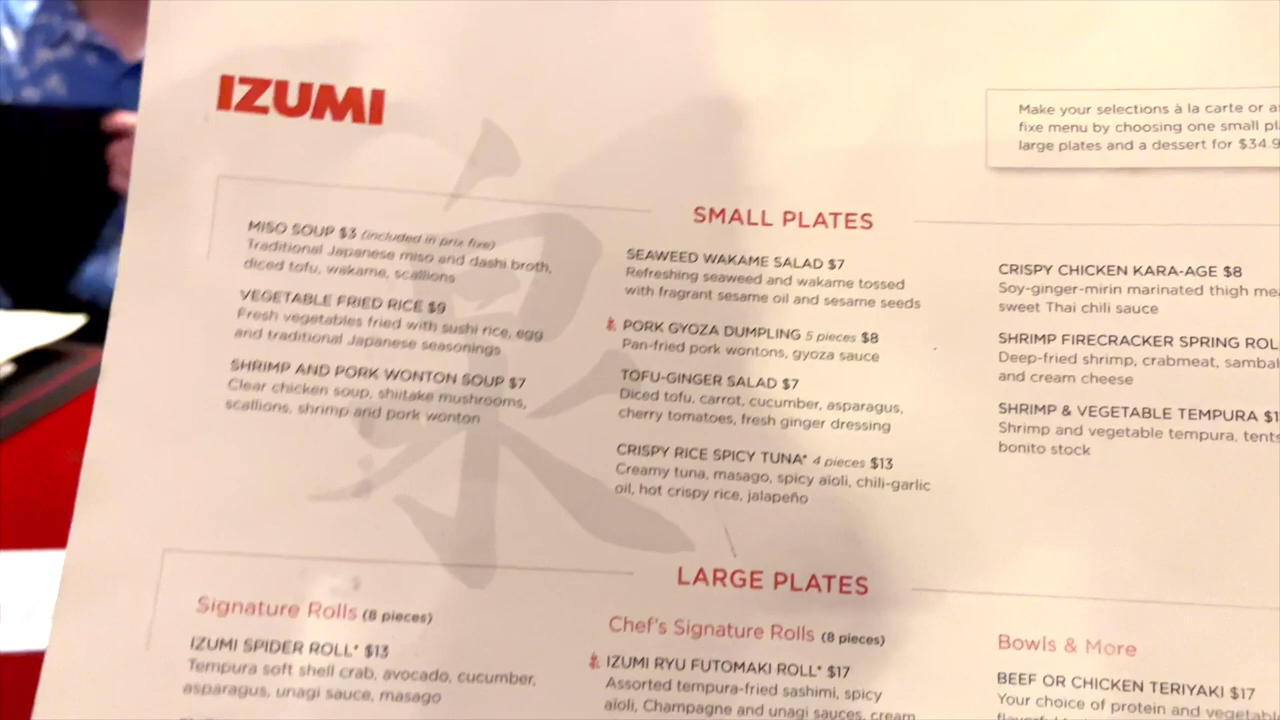 IZUMI
泉
Make your selections à la carte or a
fixe menu by choosing one small pl
large plates and a dessert for $34.9
SMALL PLATES
MISO SOUP $3 (included in prix fixe)
Traditional Japanese miso and dashi broth,
diced tofu, wakame, scallions
VEGETABLE FRIED RICE $9
Fresh vegetables fried with sushi rice, egg
and traditional Japanese seasonings
SHRIMP AND PORK WONTON SOUP $7
Clear chicken soup, shiitake mushrooms,
scallions, shrimp and pork wonton
SEAWEED WAKAME SALAD $7
Refreshing seaweed and wakame tossed
with fragrant sesame oil and sesame seeds
PORK GYOZA DUMPLING 5 pieces $8
Pan-fried pork wontons, gyoza sauce
TOFU-GINGER SALAD $7
Diced tofu, carrot, cucumber, asparagus,
cherry tomatoes, fresh ginger dressing
CRISPY RICE SPICY TUNA* 4 pieces $13
Creamy tuna, masago, spicy aïoli, chili-garlic
oil, hot crispy rice, jalapeño
CRISPY CHICKEN KARA-AGE $8
Soy-ginger-mirin marinated thigh me
sweet Thai chili sauce
SHRIMP FIRECRACKER SPRING ROL
Deep-fried shrimp, crabmeat, sambal
and cream cheese
SHRIMP & VEGETABLE TEMPURA $1
Shrimp and vegetable tempura, tents
bonito stock
LARGE PLATES
Signature Rolls (8 pieces)
IZUMI SPIDER ROLL* $13
Tempura soft shell crab, avocado, cucumber,
asparagus, unagi sauce, masago
Chef's Signature Rolls (8 pieces)
IZUMI RYU FUTOMAKI ROLL* $17
Assorted tempura-fried sashimi, spicy
aïoli, Champagne and unagi sauces, cream
Bowls & More
BEEF OR CHICKEN TERIYAKI $17
Your choice of protein and vegetabl